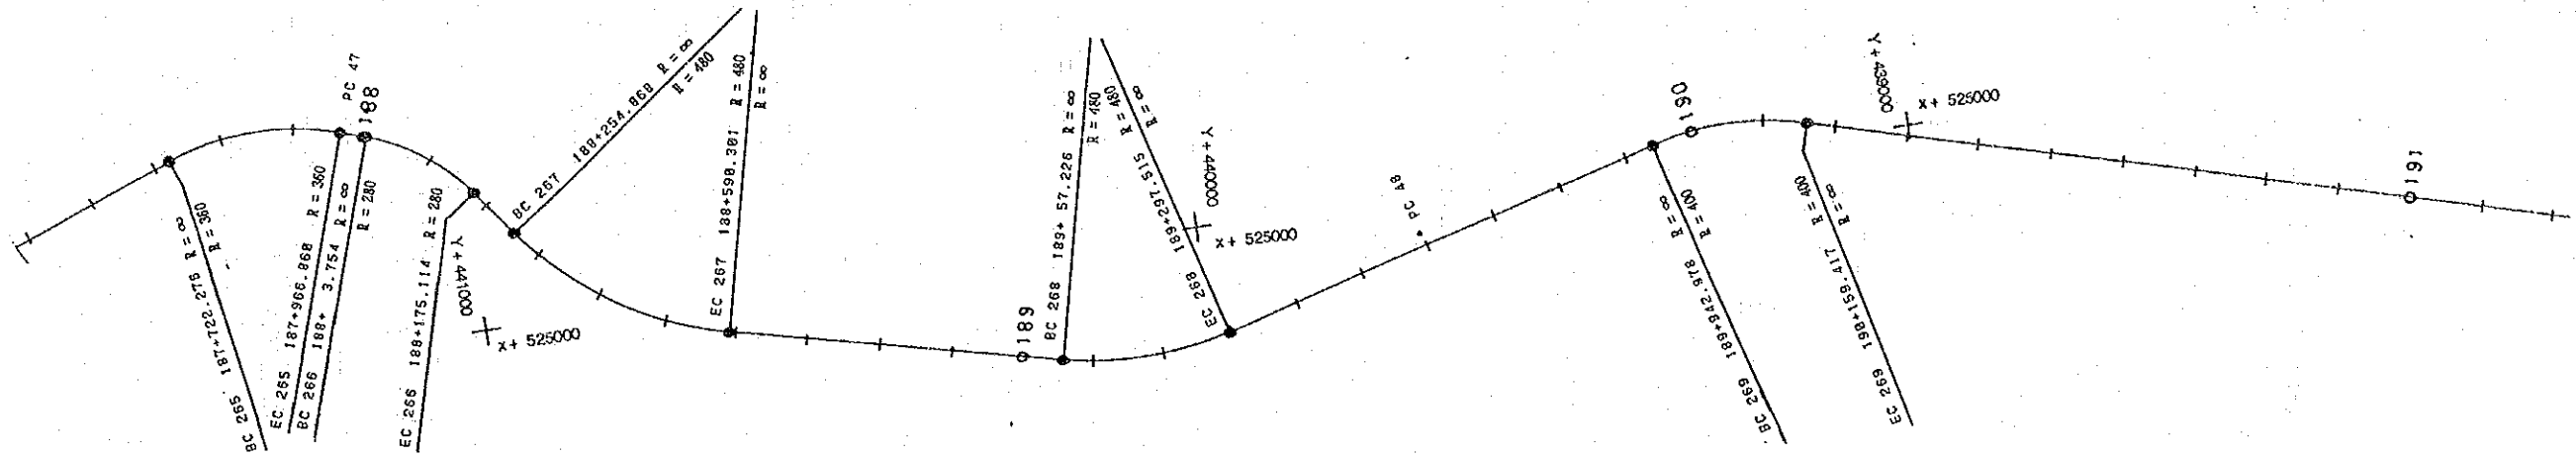 BC 265 187+722.276 R=∞
R=360
EC 265 187+966.868 R=360
BC 266 188+ 3.754 R=∞
R=280
PC 47
188
EC 266 188+175.114 R=280
Y+441000
X+ 525000
BC 267 188+254.868 R=∞
R=480
EC 267 188+590.301 R=480
R=∞
189
BC 268 189+ 57.226 R=∞
R=480
EC 268 189+297.515 R=480
R=∞
Y+440000
X+ 525000
PC 48
BC 269 189+942.978 R=∞
R=400
190
EC 269 190+159.417 R=400
R=∞
Y+439000
X+ 525000
191